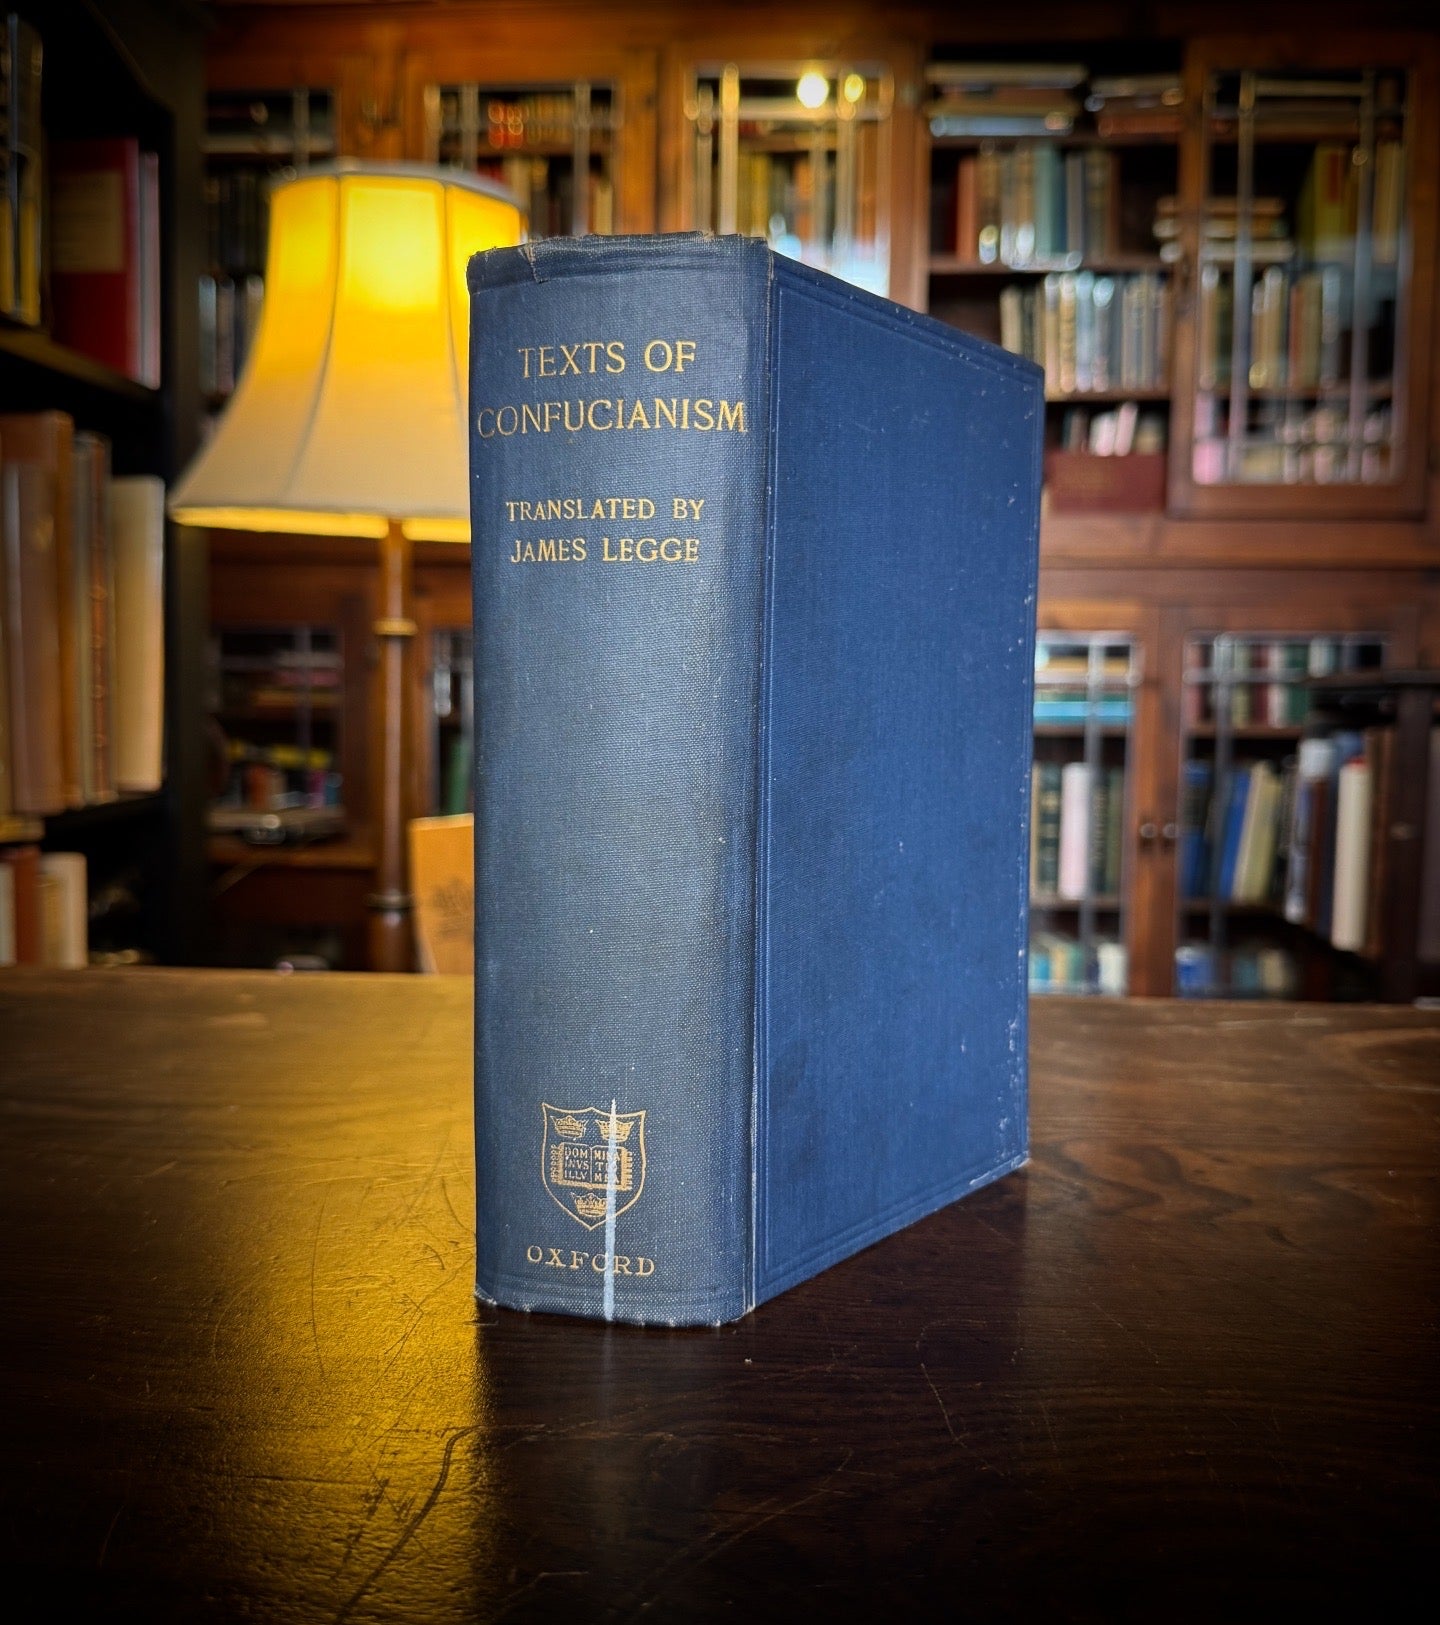 TEXTS OF
CONFUCIANISM
TRANSLATED BY
JAMES LEGGE
DOM MINA
INVS TIO
ILLV MEA
OXFORD